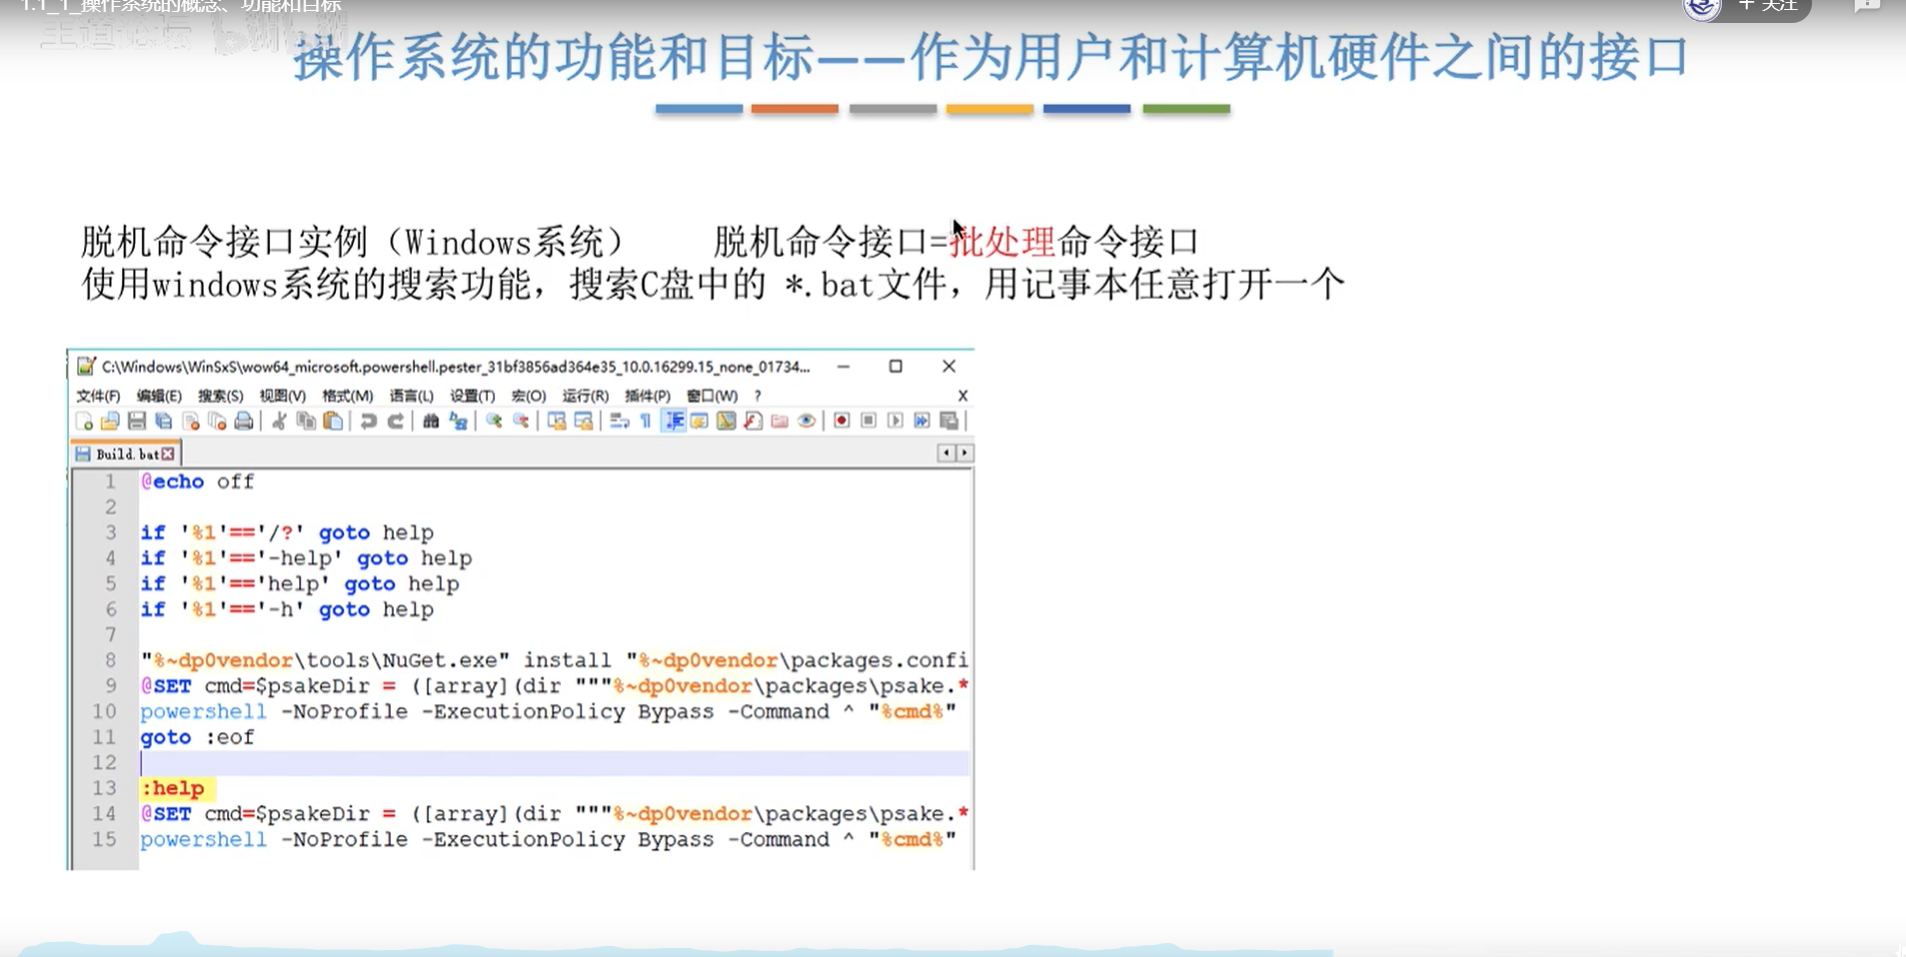 1.1_1_操作系统的概念、功能和目标
+ 关注
王道论坛 bilibili
操作系统的功能和目标——作为用户和计算机硬件之间的接口
脱机命令接口实例（Windows系统） 脱机命令接口=批处理命令接口
使用windows系统的搜索功能，搜索C盘中的 *.bat文件，用记事本任意打开一个
C:\Windows\WinSxS\wow64_microsoft.powershell.pester_31bf3856ad364e35_10.0.16299.15_none_01734...
文件(F) 编辑(E) 搜索(S) 视图(V) 格式(M) 语言(L) 设置(T) 宏(O) 运行(R) 插件(P) 窗口(W) ? X
Build.bat
1 @echo off
2
3 if '%1'=='/?' goto help
4 if '%1'=='-help' goto help
5 if '%1'=='help' goto help
6 if '%1'=='-h' goto help
7
8 "%~dp0vendor\tools\NuGet.exe" install "%~dp0vendor\packages.confi
9 @SET cmd=$psakeDir = ([array](dir """%~dp0vendor\packages\psake.*
10 powershell -NoProfile -ExecutionPolicy Bypass -Command ^ "%cmd%"
11 goto :eof
12
13 :help
14 @SET cmd=$psakeDir = ([array](dir """%~dp0vendor\packages\psake.*
15 powershell -NoProfile -ExecutionPolicy Bypass -Command ^ "%cmd%"